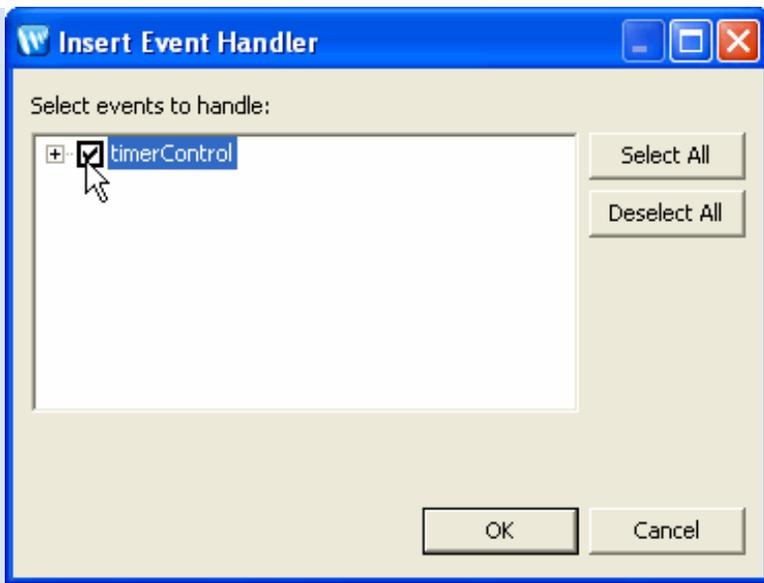 Insert Event Handler
Select events to handle:
timerControl
Select All
Deselect All
OK
Cancel